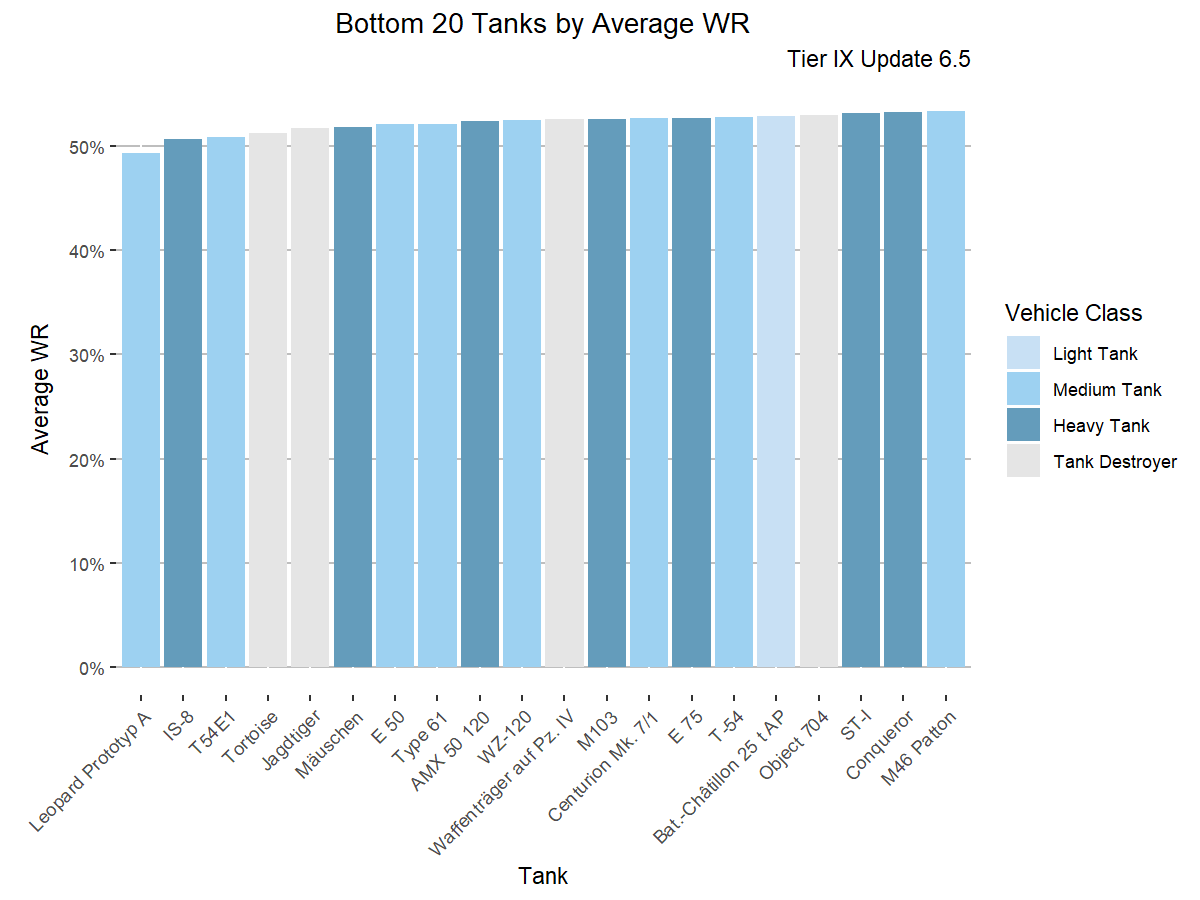 Bottom 20 Tanks by Average WR
Tier IX Update 6.5
Average WR
50%
40%
30%
20%
10%
0%
Leopard Prototyp A
IS-8
T54E1
Tortoise
Jagdtiger
Mäuschen
E 50
Type 61
AMX 50 120
WZ-120
Waffenträger auf Pz. IV
M103
Centurion Mk. 7/1
E 75
T-54
Bat.-Châtillon 25 t AP
Object 704
ST-I
Conqueror
M46 Patton
Tank
Vehicle Class
Light Tank
Medium Tank
Heavy Tank
Tank Destroyer